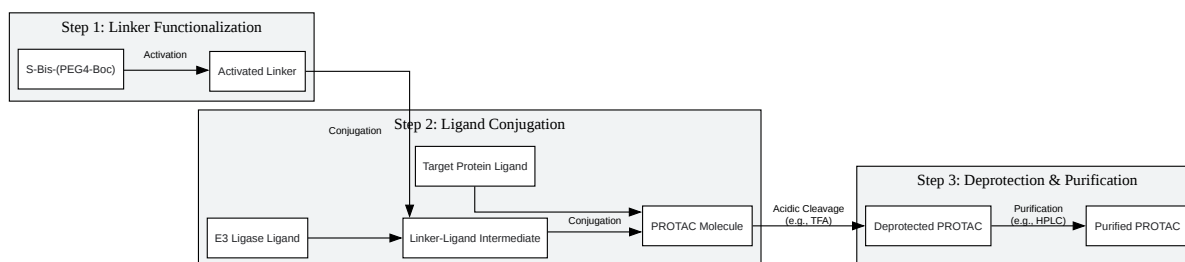 Step 1: Linker Functionalization
S-Bis-(PEG4-Boc)
Activation
Activated Linker
Conjugation
Step 2: Ligand Conjugation
Target Protein Ligand
E3 Ligase Ligand
Linker-Ligand Intermediate
Conjugation
PROTAC Molecule
Acidic Cleavage
(e.g., TFA)
Step 3: Deprotection & Purification
Deprotected PROTAC
Purification
(e.g., HPLC)
Purified PROTAC